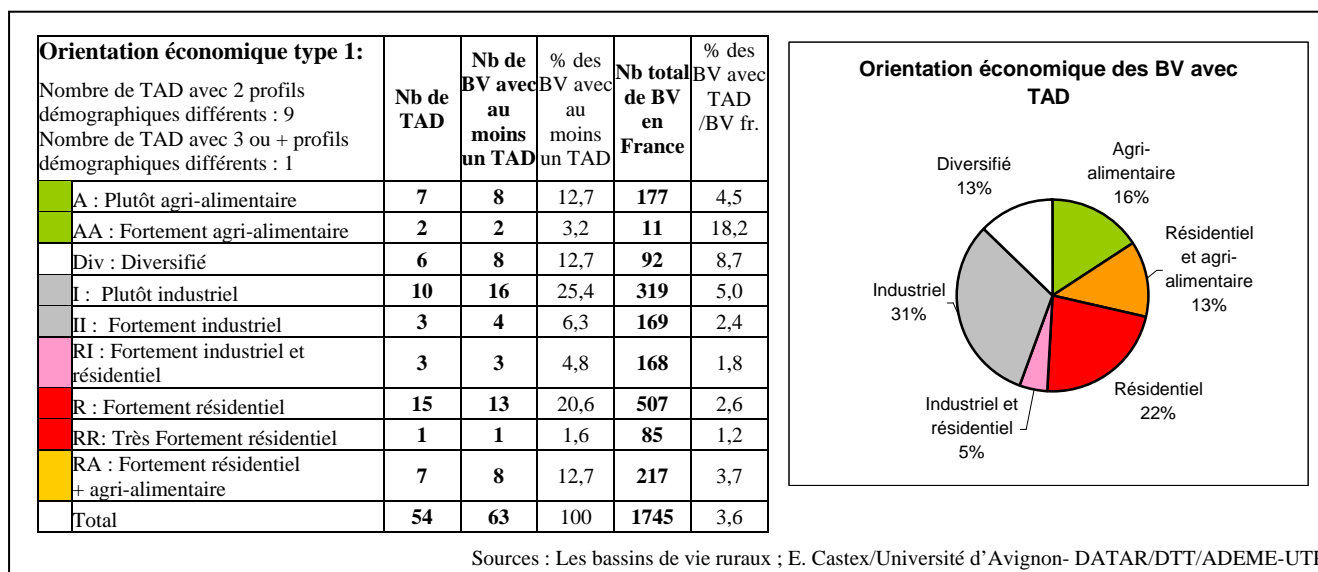 Orientation économique type 1:
Nombre de TAD avec 2 profils
démographiques différents : 9
Nombre de TAD avec 3 ou + profils
démographiques différents : 1
Nb de
TAD
Nb de
BV avec
au
moins
un TAD
% des
BV avec
au
moins
un TAD
Nb total
de BV
en
France
% des
BV avec
TAD
/BV fr.
A : Plutôt agri-alimentaire 7 8 12,7 177 4,5
AA : Fortement agri-alimentaire 2 2 3,2 11 18,2
Div : Diversifié 6 8 12,7 92 8,7
I : Plutôt industriel 10 16 25,4 319 5,0
II : Fortement industriel 3 4 6,3 169 2,4
RI : Fortement industriel et
résidentiel 3 3 4,8 168 1,8
R : Fortement résidentiel 15 13 20,6 507 2,6
RR: Très Fortement résidentiel 1 1 1,6 85 1,2
RA : Fortement résidentiel
+ agri-alimentaire 7 8 12,7 217 3,7
Total 54 63 100 1745 3,6
Orientation économique des BV avec
TAD
Agri-
alimentaire
16%
Résidentiel
et agri-
alimentaire
13%
Résidentiel
22%
Industriel et
résidentiel
5%
Industriel
31%
Diversifié
13%
Sources : Les bassins de vie ruraux ; E. Castex/Université d'Avignon- DATAR/DTT/ADEME-UTP